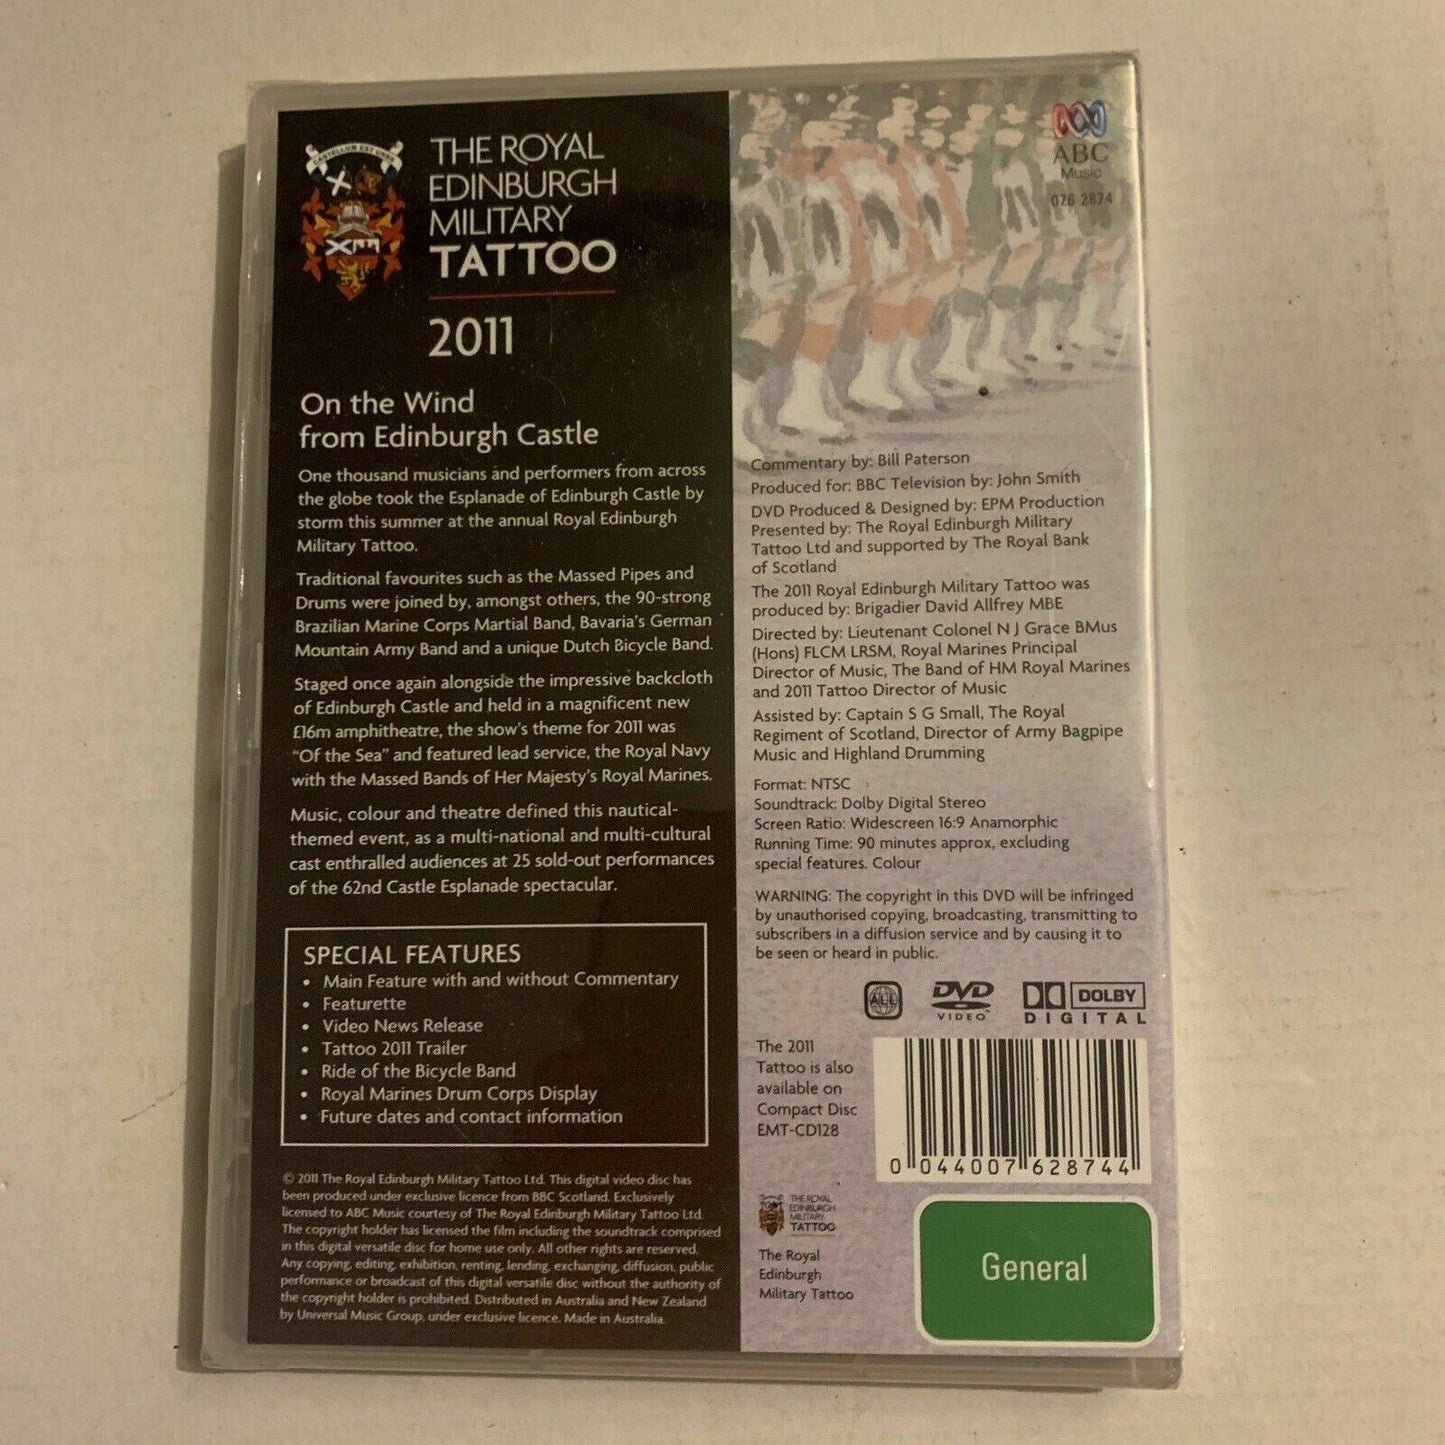 CASTELLUM EST URBS
THE ROYAL
EDINBURGH
MILITARY
TATTOO
2011
On the Wind
from Edinburgh Castle
One thousand musicians and performers from across
the globe took the Esplanade of Edinburgh Castle by
storm this summer at the annual Royal Edinburgh
Military Tattoo.
Traditional favourites such as the Massed Pipes and
Drums were joined by, amongst others, the 90-strong
Brazilian Marine Corps Martial Band, Bavaria's German
Mountain Army Band and a unique Dutch Bicycle Band.
Staged once again alongside the impressive backcloth
of Edinburgh Castle and held in a magnificent new
£16m amphitheatre, the show's theme for 2011 was
"Of the Sea" and featured lead service, the Royal Navy
with the Massed Bands of Her Majesty's Royal Marines.
Music, colour and theatre defined this nautical-
themed event, as a multi-national and multi-cultural
cast enthralled audiences at 25 sold-out performances
of the 62nd Castle Esplanade spectacular.
SPECIAL FEATURES
• Main Feature with and without Commentary
• Featurette
• Video News Release
• Tattoo 2011 Trailer
• Ride of the Bicycle Band
• Royal Marines Drum Corps Display
• Future dates and contact information
© 2011 The Royal Edinburgh Military Tattoo Ltd. This digital video disc has
been produced under exclusive licence from BBC Scotland. Exclusively
licensed to ABC Music courtesy of The Royal Edinburgh Military Tattoo Ltd.
The copyright holder has licensed the film including the soundtrack comprised
in this digital versatile disc for home use only. All other rights are reserved.
Any copying, editing, exhibition, renting, lending, exchanging, diffusion, public
performance or broadcast of this digital versatile disc without the authority of
the copyright holder is prohibited. Distributed in Australia and New Zealand
by Universal Music Group, under exclusive licence. Made in Australia.
ABC
Music
076 2874
Commentary by: Bill Paterson
Produced for: BBC Television by: John Smith
DVD Produced & Designed by: EPM Production
Presented by: The Royal Edinburgh Military
Tattoo Ltd and supported by The Royal Bank
of Scotland
The 2011 Royal Edinburgh Military Tattoo was
produced by: Brigadier David Allfrey MBE
Directed by: Lieutenant Colonel N J Grace BMus
(Hons) FLCM LRSM, Royal Marines Principal
Director of Music, The Band of HM Royal Marines
and 2011 Tattoo Director of Music
Assisted by: Captain S G Small, The Royal
Regiment of Scotland, Director of Army Bagpipe
Music and Highland Drumming
Format: NTSC
Soundtrack: Dolby Digital Stereo
Screen Ratio: Widescreen 16:9 Anamorphic
Running Time: 90 minutes approx, excluding
special features. Colour
WARNING: The copyright in this DVD will be infringed
by unauthorised copying, broadcasting, transmitting to
subscribers in a diffusion service and by causing it to
be seen or heard in public.
ALL
DVD
VIDEO™
DOLBY
DIGITAL
The 2011
Tattoo is also
available on
Compact Disc
EMT-CD128
0 044007 628744
THE ROYAL
EDINBURGH
MILITARY
TATTOO
The Royal
Edinburgh
Military Tattoo
General